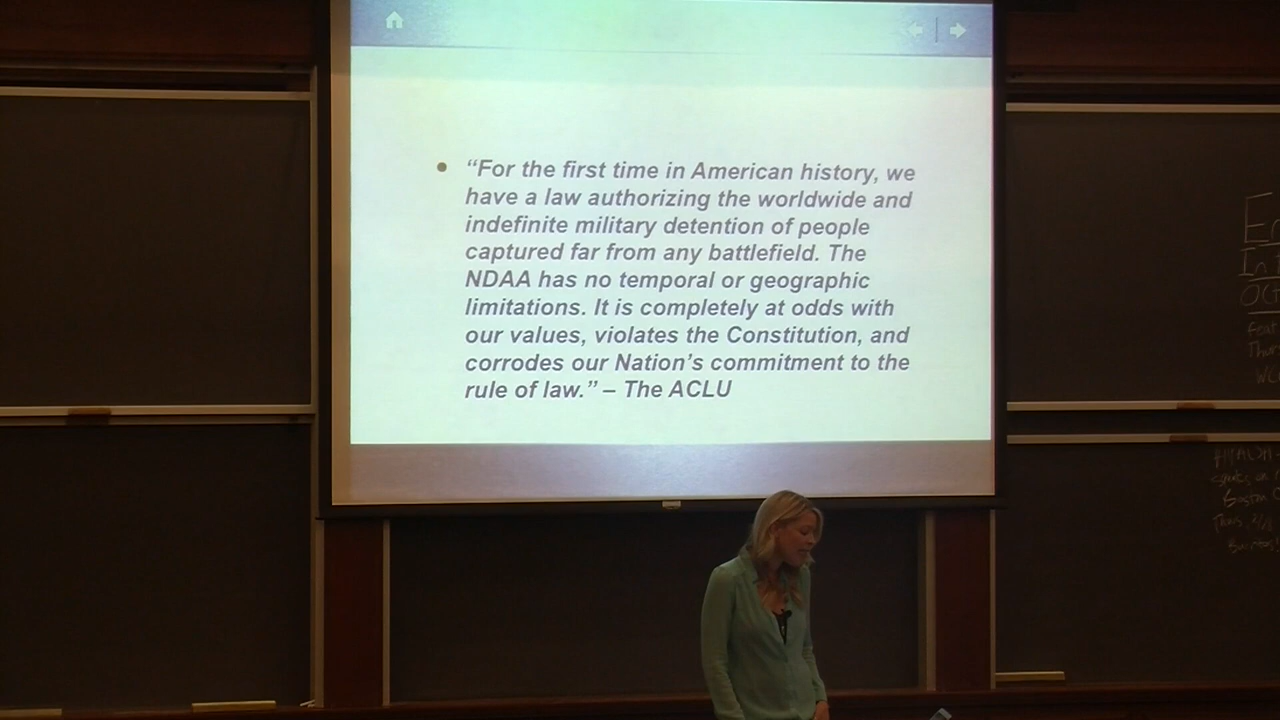 “For the first time in American history, we
have a law authorizing the worldwide and
indefinite military detention of people
captured far from any battlefield. The
NDAA has no temporal or geographic
limitations. It is completely at odds with
our values, violates the Constitution, and
corrodes our Nation’s commitment to the
rule of law.” – The ACLU